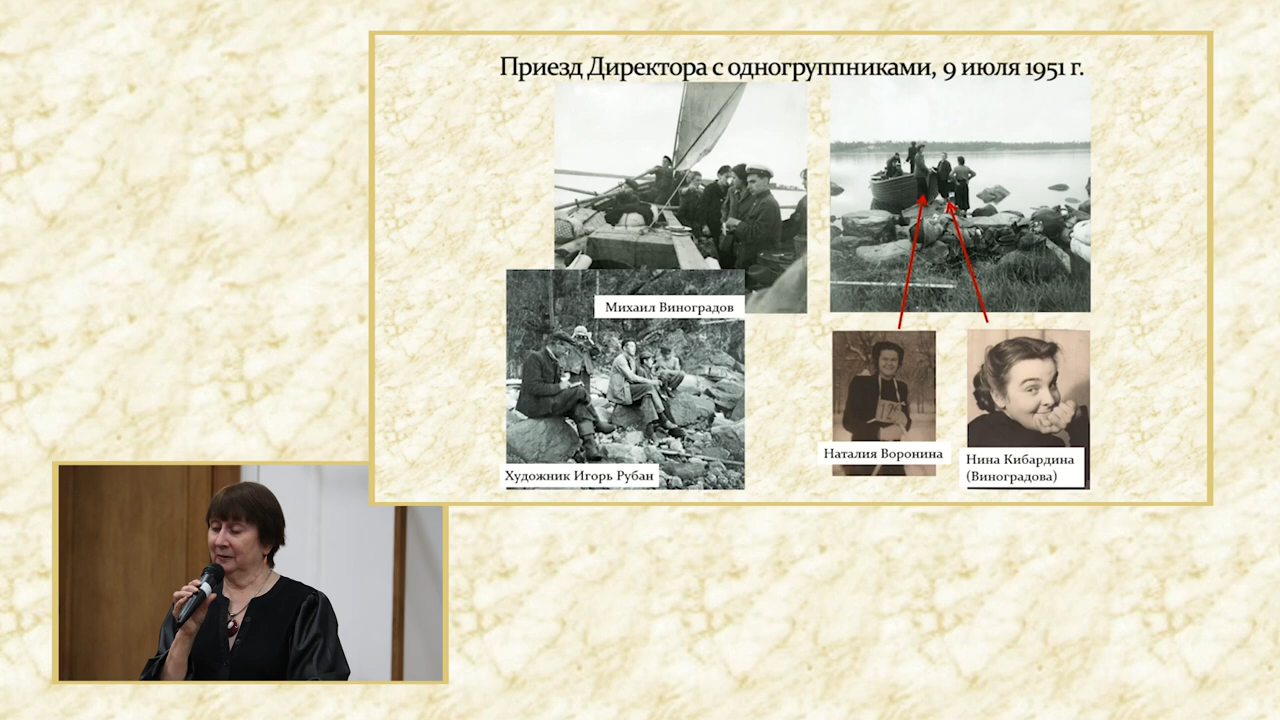 Приезд Директора с одногруппниками, 9 июля 1951 г.
Михаил Виноградов
Художник Игорь Рубан
Наталия Воронина
Нина Кибардина
(Виноградова)